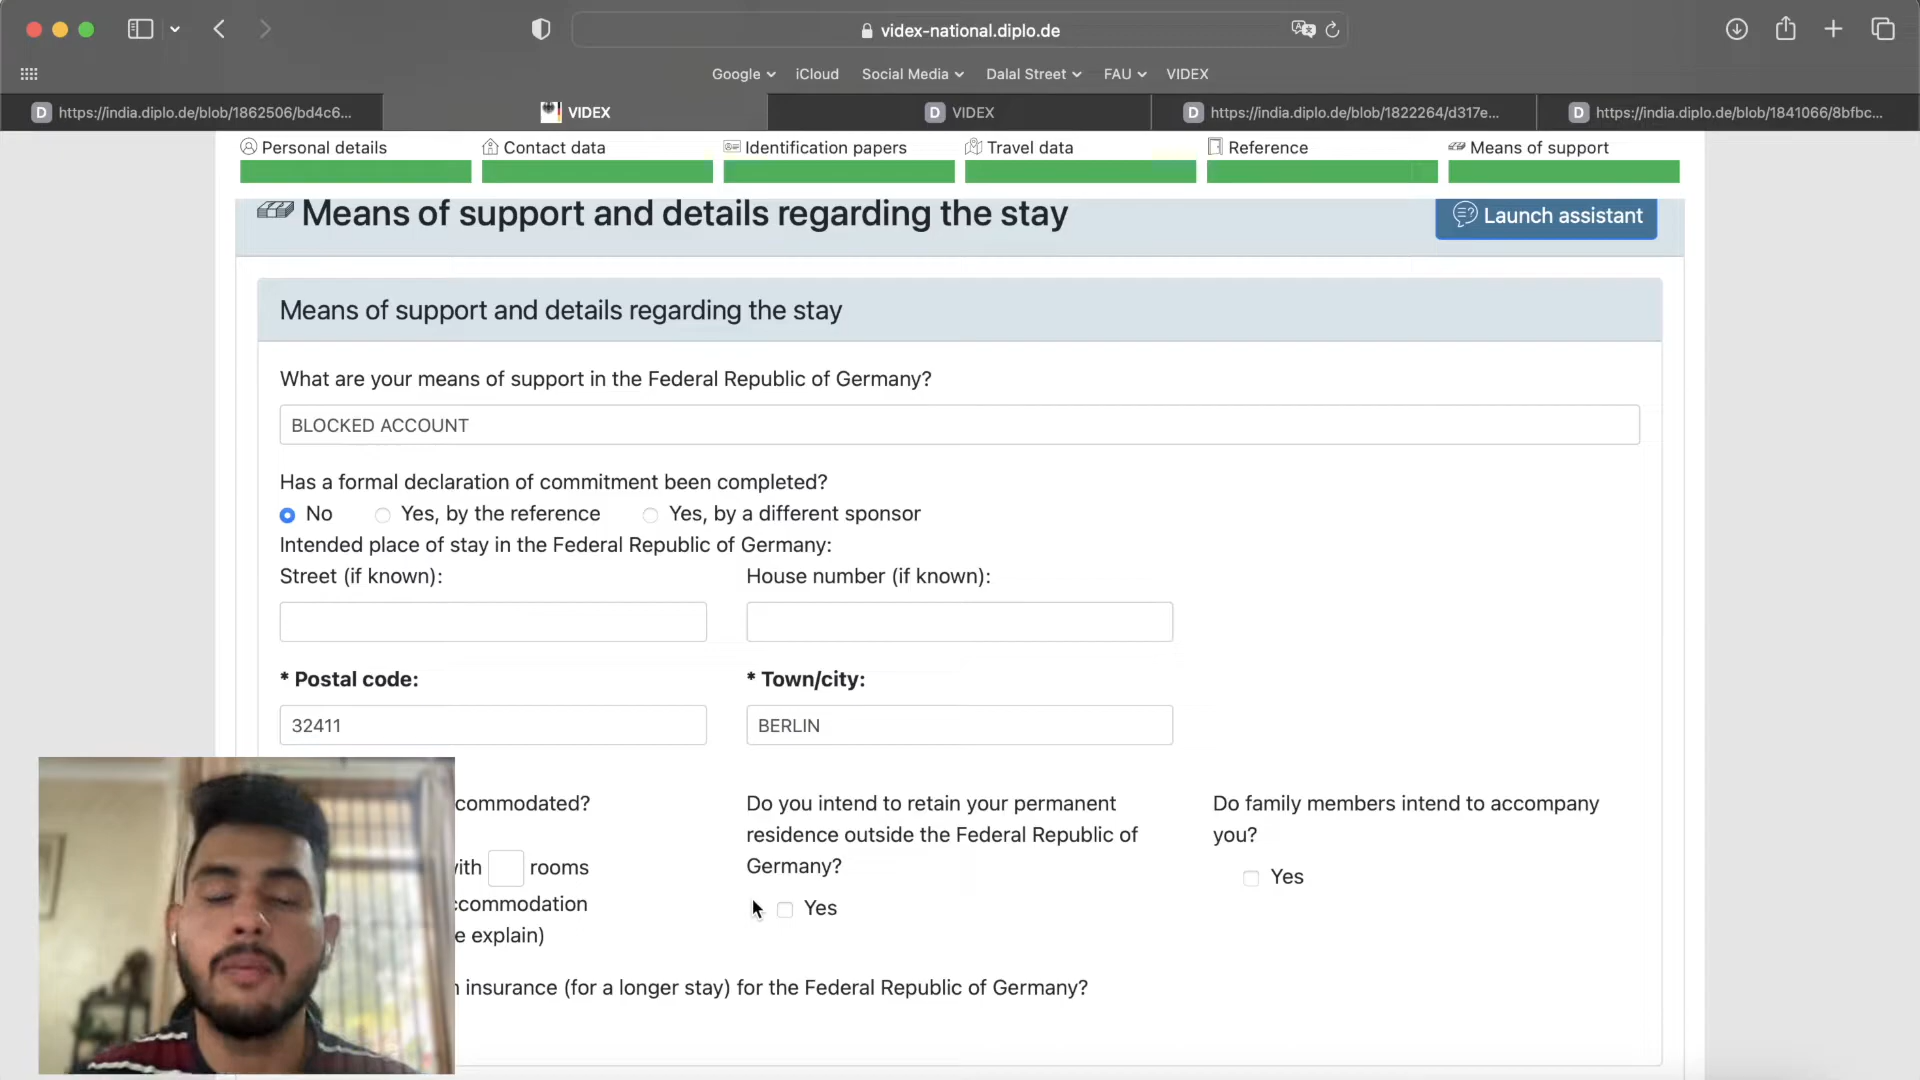 videx-national.diplo.de
Google iCloud Social Media Dalal Street FAU VIDEX
D https://india.diplo.de/blob/1862506/bd4c6... VIDEX D VIDEX D https://india.diplo.de/blob/1822264/d317e... D https://india.diplo.de/blob/1841066/8bfbc...
Personal details Contact data Identification papers Travel data Reference Means of support
Means of support and details regarding the stay Launch assistant
Means of support and details regarding the stay
What are your means of support in the Federal Republic of Germany?
BLOCKED ACCOUNT
Has a formal declaration of commitment been completed?
No Yes, by the reference Yes, by a different sponsor
Intended place of stay in the Federal Republic of Germany:
Street (if known): House number (if known):
* Postal code: * Town/city:
32411 BERLIN
commodated? Do you intend to retain your permanent Do family members intend to accompany
residence outside the Federal Republic of you?
Germany?
ith rooms Yes
ccommodation Yes
e explain)
insurance (for a longer stay) for the Federal Republic of Germany?